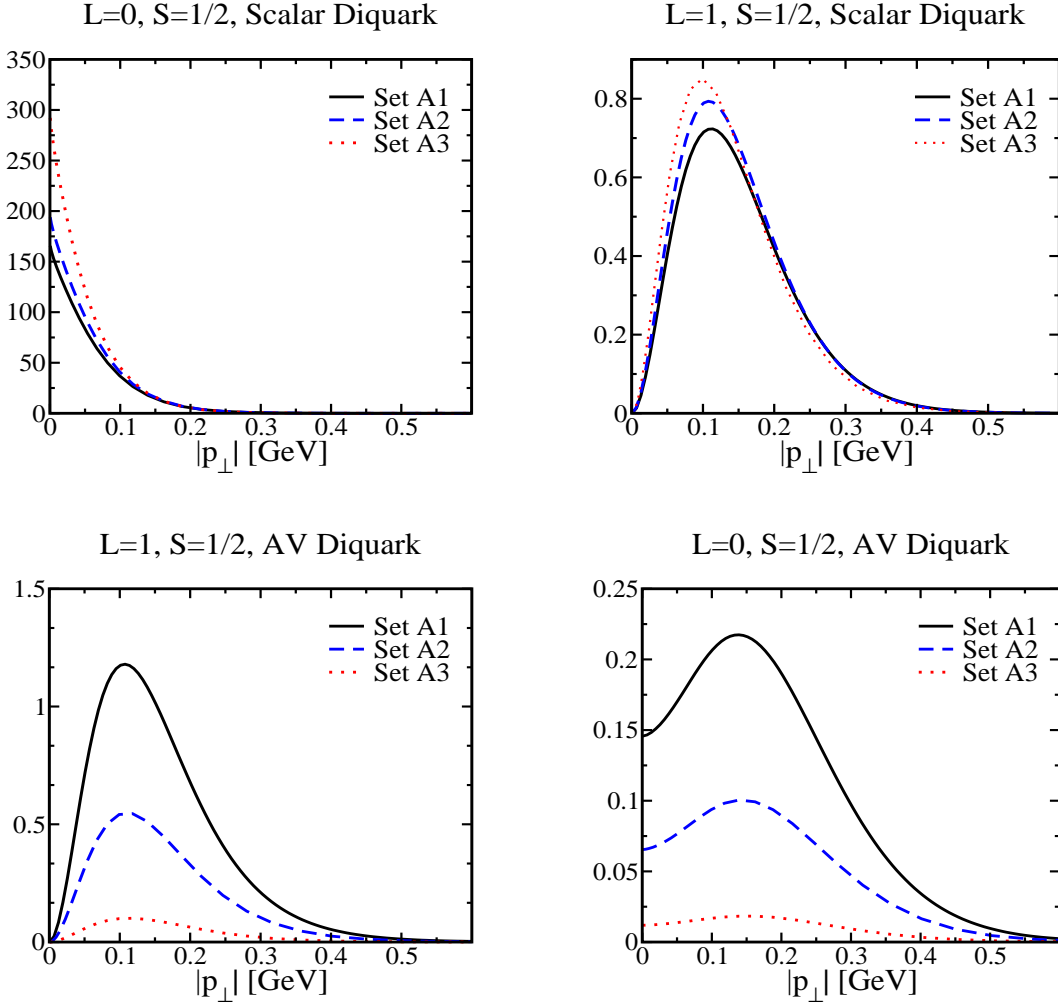 L=0, S=1/2, Scalar Diquark
350
300
250
200
150
100
50
0
0 0.1 0.2 0.3 0.4 0.5
|p⊥| [GeV]
Set A1
Set A2
Set A3
L=1, S=1/2, Scalar Diquark
0.8
0.6
0.4
0.2
0
0 0.1 0.2 0.3 0.4 0.5
|p⊥| [GeV]
Set A1
Set A2
Set A3
L=1, S=1/2, AV Diquark
1.5
1
0.5
0
0 0.1 0.2 0.3 0.4 0.5
|p⊥| [GeV]
Set A1
Set A2
Set A3
L=0, S=1/2, AV Diquark
0.25
0.2
0.15
0.1
0.05
0
0 0.1 0.2 0.3 0.4 0.5
|p⊥| [GeV]
Set A1
Set A2
Set A3